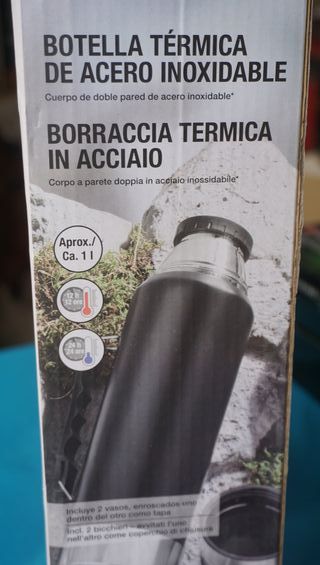 BOTELLA TÉRMICA
DE ACERO INOXIDABLE
Cuerpo de doble pared de acero inoxidable*
BORRACCIA TERMICA
IN ACCIAIO
Corpo a parete doppia in acciaio inossidabile*
Aprox./
Ca. 1 l
12 h
12 ore
24 h
24 ore
Incluye 2 vasos, enroscados uno
dentro del otro como tapa
Incl. 2 bicchieri – avvitati l'uno
nell'altro come coperchio di chiusura